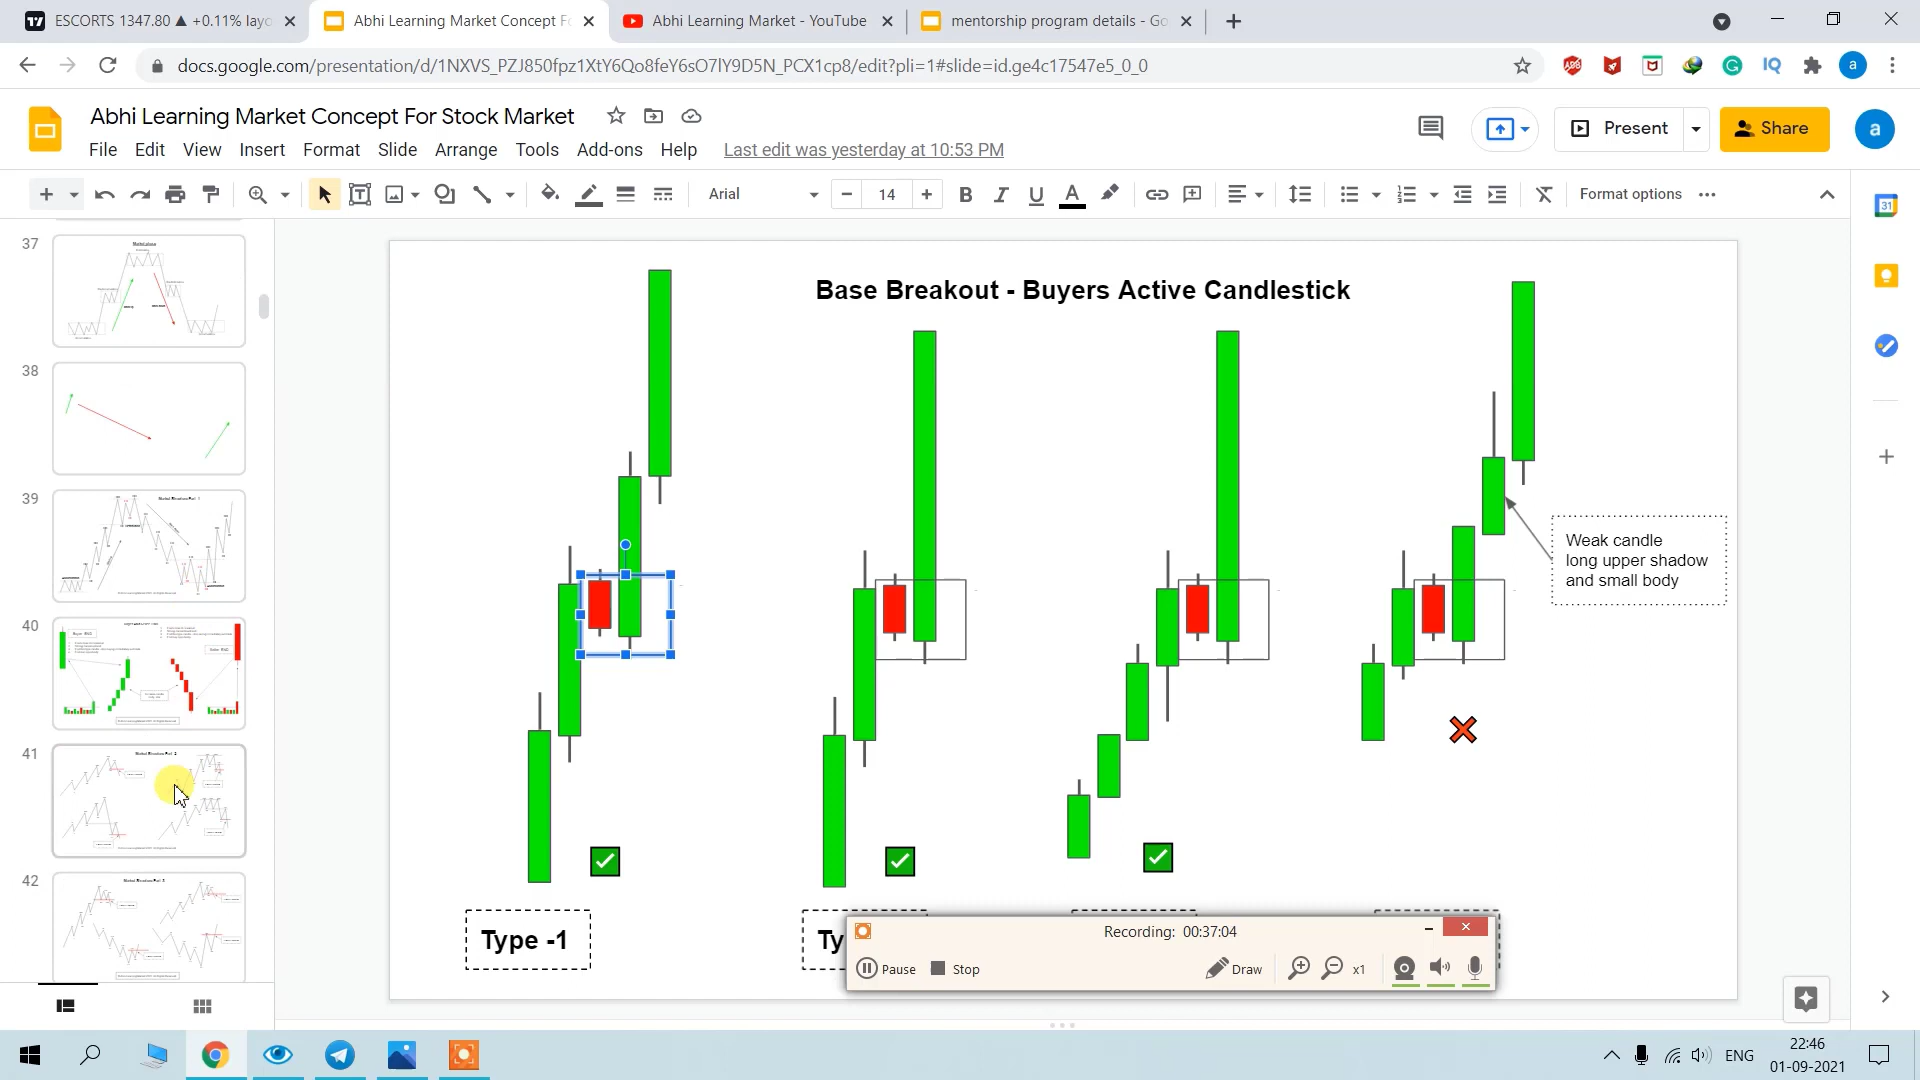 ESCORTS 1347.80 ▲ +0.11% layo
Abhi Learning Market Concept Fo
Abhi Learning Market - YouTube
mentorship program details - Go
docs.google.com/presentation/d/1NXVS_PZJ850fpz1XtY6Qo8feY6sO7lY9D5N_PCX1cp8/edit?pli=1#slide=id.ge4c17547e5_0_0
Abhi Learning Market Concept For Stock Market
File Edit View Insert Format Slide Arrange Tools Add-ons Help Last edit was yesterday at 10:53 PM
Present
Share
a
Arial
14
Format options
37
38
39
40
41
42
Base Breakout - Buyers Active Candlestick
Weak candle
long upper shadow
and small body
Type -1
Ty
Recording: 00:37:04
Pause
Stop
Draw
x1
ENG
22:46
01-09-2021